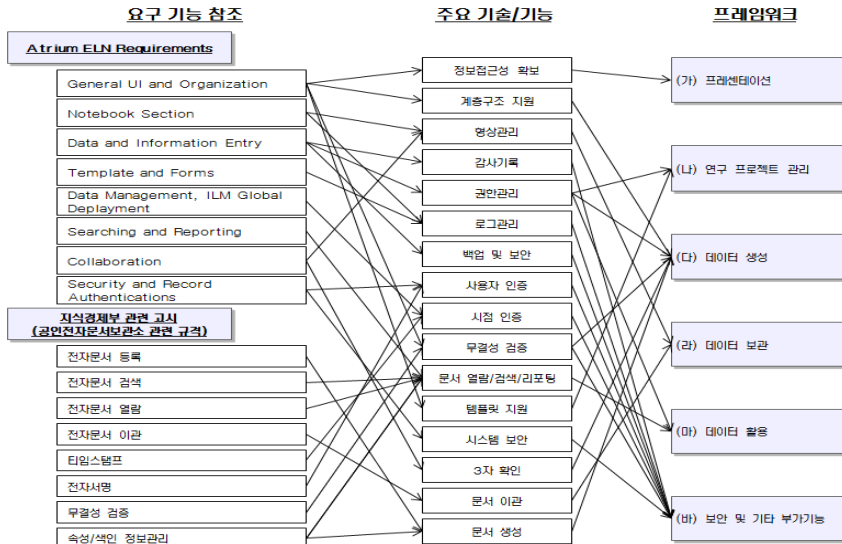 요구 기능 참조
주요 기술/기능
프레임워크
Atrium ELN Requirements
General UI and Organization
Notebook Section
Data and Information Entry
Template and Forms
Data Management, ILM Global
Deplayment
Searching and Reporting
Collaboration
Security and Record
Authentications
지식경제부 관련 고시
(공인전자문서보관소 관련 규격)
전자문서 등록
전자문서 검색
전자문서 열람
전자문서 이관
타임스탬프
전자서명
무결성 검증
속성/색인 정보관리
정보접근성 확보
계층구조 지원
형상관리
감사기록
권한관리
로그관리
백업 및 보안
사용자 인증
시점 인증
무결성 검증
문서 열람/검색/리포팅
템플릿 지원
시스템 보안
3자 확인
문서 이관
문서 생성
(가) 프레센테이션
(나) 연구 프로젝트 관리
(다) 데이터 생성
(라) 데이터 보관
(마) 데이터 활용
(바) 보안 및 기타 부가기능